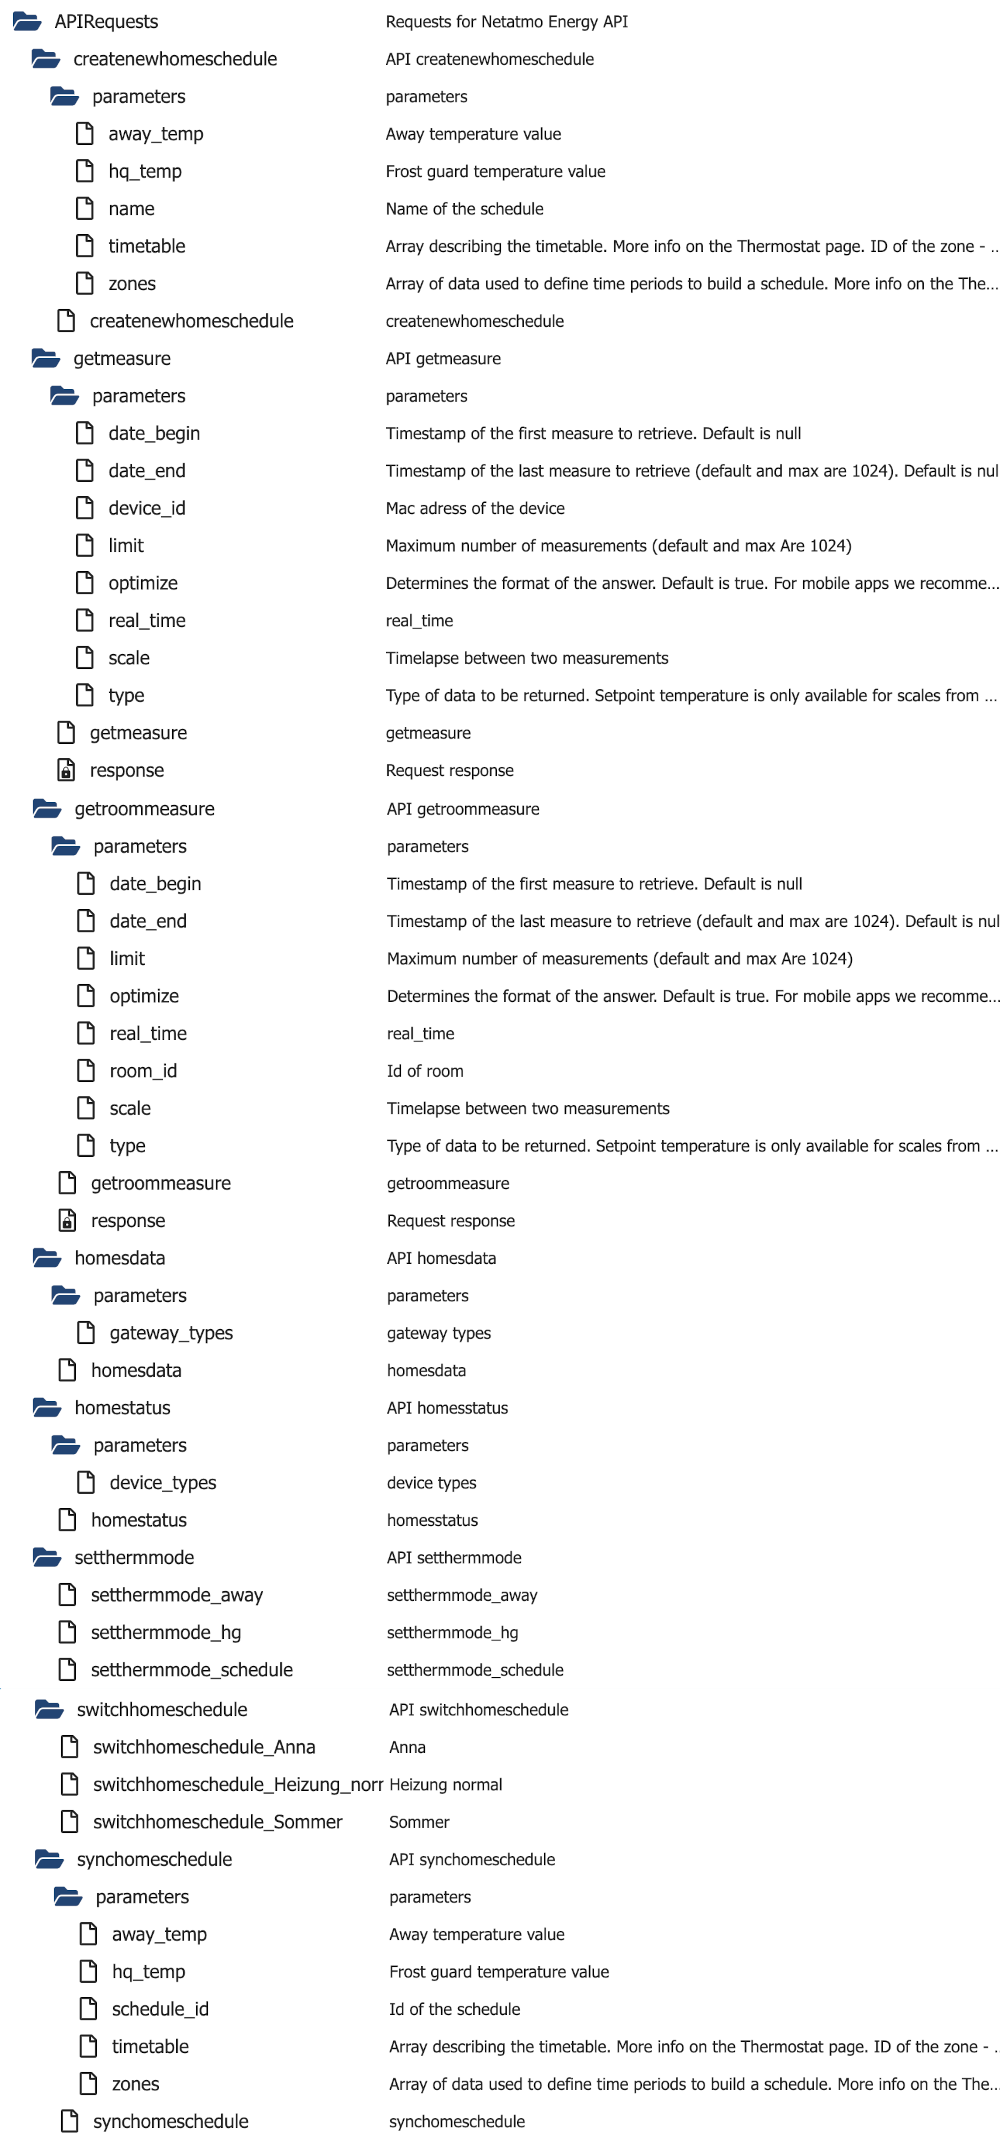 APIRequests Requests for Netatmo Energy API
createnewhomeschedule API createnewhomeschedule
parameters parameters
away_temp Away temperature value
hq_temp Frost guard temperature value
name Name of the schedule
timetable Array describing the timetable. More info on the Thermostat page. ID of the zone - ..
zones Array of data used to define time periods to build a schedule. More info on the The...
createnewhomeschedule createnewhomeschedule
getmeasure API getmeasure
parameters parameters
date_begin Timestamp of the first measure to retrieve. Default is null
date_end Timestamp of the last measure to retrieve (default and max are 1024). Default is nul
device_id Mac adress of the device
limit Maximum number of measurements (default and max Are 1024)
optimize Determines the format of the answer. Default is true. For mobile apps we recomme...
real_time real_time
scale Timelapse between two measurements
type Type of data to be returned. Setpoint temperature is only available for scales from ...
getmeasure getmeasure
response Request response
getroommeasure API getroommeasure
parameters parameters
date_begin Timestamp of the first measure to retrieve. Default is null
date_end Timestamp of the last measure to retrieve (default and max are 1024). Default is nul
limit Maximum number of measurements (default and max Are 1024)
optimize Determines the format of the answer. Default is true. For mobile apps we recomme...
real_time real_time
room_id Id of room
scale Timelapse between two measurements
type Type of data to be returned. Setpoint temperature is only available for scales from ...
getroommeasure getroommeasure
response Request response
homesdata API homesdata
parameters parameters
gateway_types gateway types
homesdata homesdata
homestatus API homesstatus
parameters parameters
device_types device types
homestatus homesstatus
setthermmode API setthermmode
setthermmode_away setthermmode_away
setthermmode_hg setthermmode_hg
setthermmode_schedule setthermmode_schedule
switchhomeschedule API switchhomeschedule
switchhomeschedule_Anna Anna
switchhomeschedule_Heizung_norr Heizung normal
switchhomeschedule_Sommer Sommer
synchomeschedule API synchomeschedule
parameters parameters
away_temp Away temperature value
hq_temp Frost guard temperature value
schedule_id Id of the schedule
timetable Array describing the timetable. More info on the Thermostat page. ID of the zone - ..
zones Array of data used to define time periods to build a schedule. More info on the The...
synchomeschedule synchomeschedule